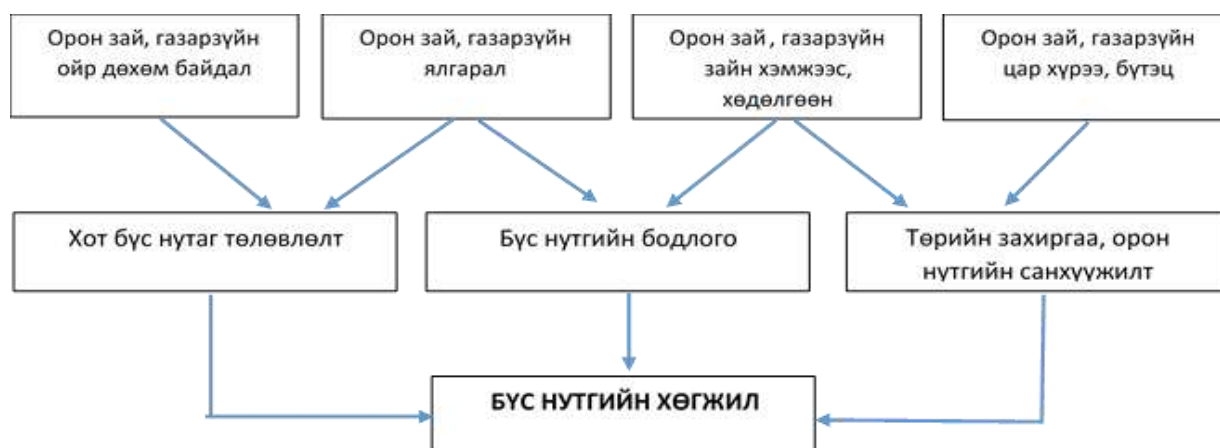 Орон зай, газарзүйн
ойр дөхөм байдал
Орон зай, газарзүйн
ялгарал
Орон зай, газарзүйн
зайн хэмжээс,
хөдөлгөөн
Орон зай, газарзүйн
цар хүрээ, бүтэц
Хот бүс нутаг төлөвлөлт
Бүс нутгийн бодлого
Төрийн захиргаа, орон
нутгийн санхүүжилт
БҮС НУТГИЙН ХӨГЖИЛ